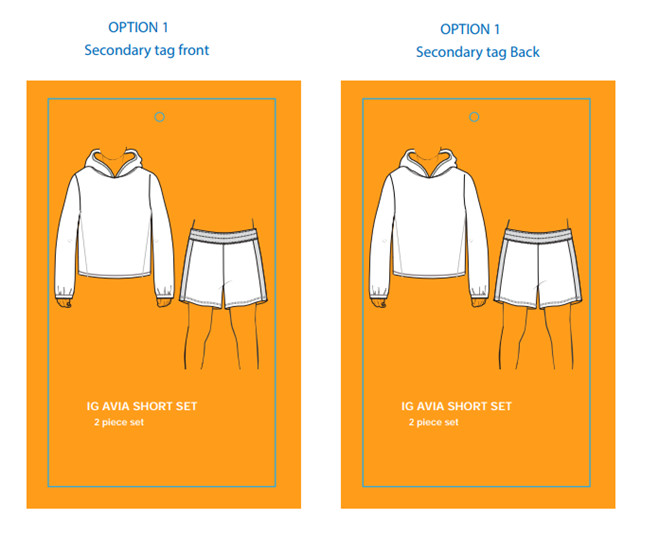 OPTION 1
Secondary tag front
OPTION 1
Secondary tag Back
IG AVIA SHORT SET
2 piece set
IG AVIA SHORT SET
2 piece set